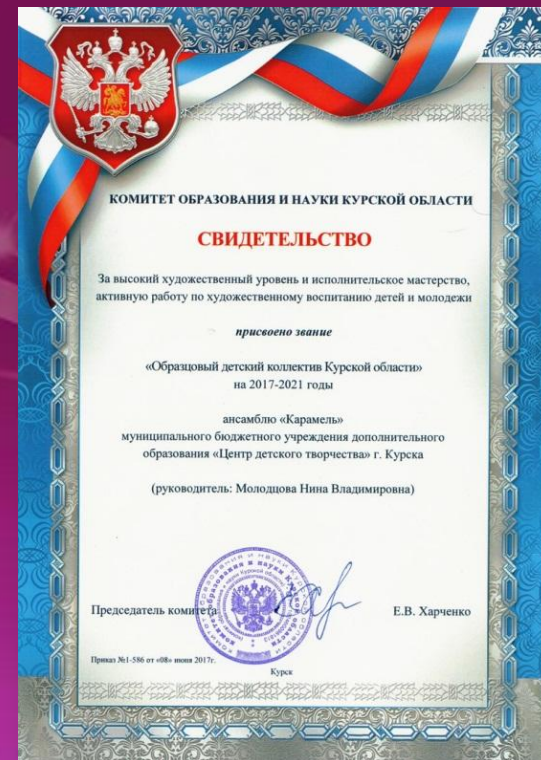 КОМИТЕТ ОБРАЗОВАНИЯ И НАУКИ КУРСКОЙ ОБЛАСТИ
СВИДЕТЕЛЬСТВО
За высокий художественный уровень и исполнительское мастерство,
активную работу по художественному воспитанию детей и молодежи
присвоено звание
«Образцовый детский коллектив Курской области»
на 2017-2021 годы
ансамблю «Карамель»
муниципального бюджетного учреждения дополнительного
образования «Центр детского творчества» г. Курска
(руководитель: Молодцова Нина Владимировна)
Председатель комитета
Е.В. Харченко
Приказ №1-586 от «08» июня 2017г.
Курск